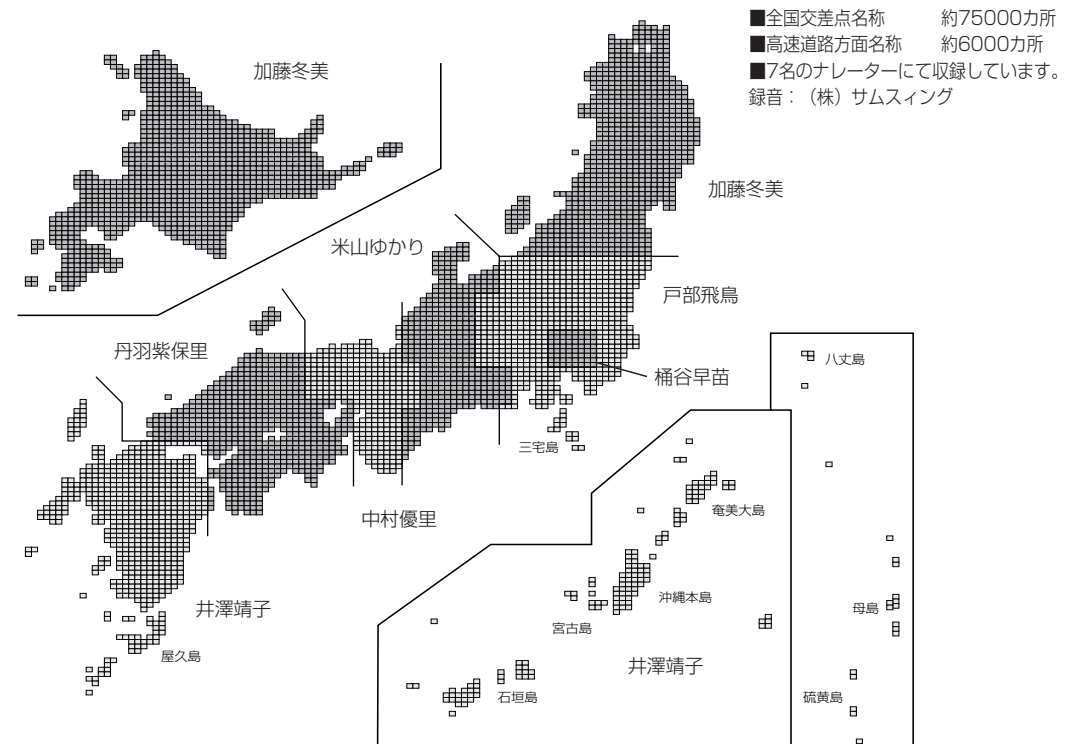 ■全国交差点名称 約75000カ所
■高速道路方面名称 約6000カ所
■7名のナレーターにて収録しています。
録音：（株）サムスィング
加藤冬美
加藤冬美
米山ゆかり
戸部飛鳥
丹羽紫保里
桶谷早苗
八丈島
三宅島
中村優里
奄美大島
沖縄本島
井澤靖子
宮古島
母島
屋久島
井澤靖子
石垣島
硫黄島